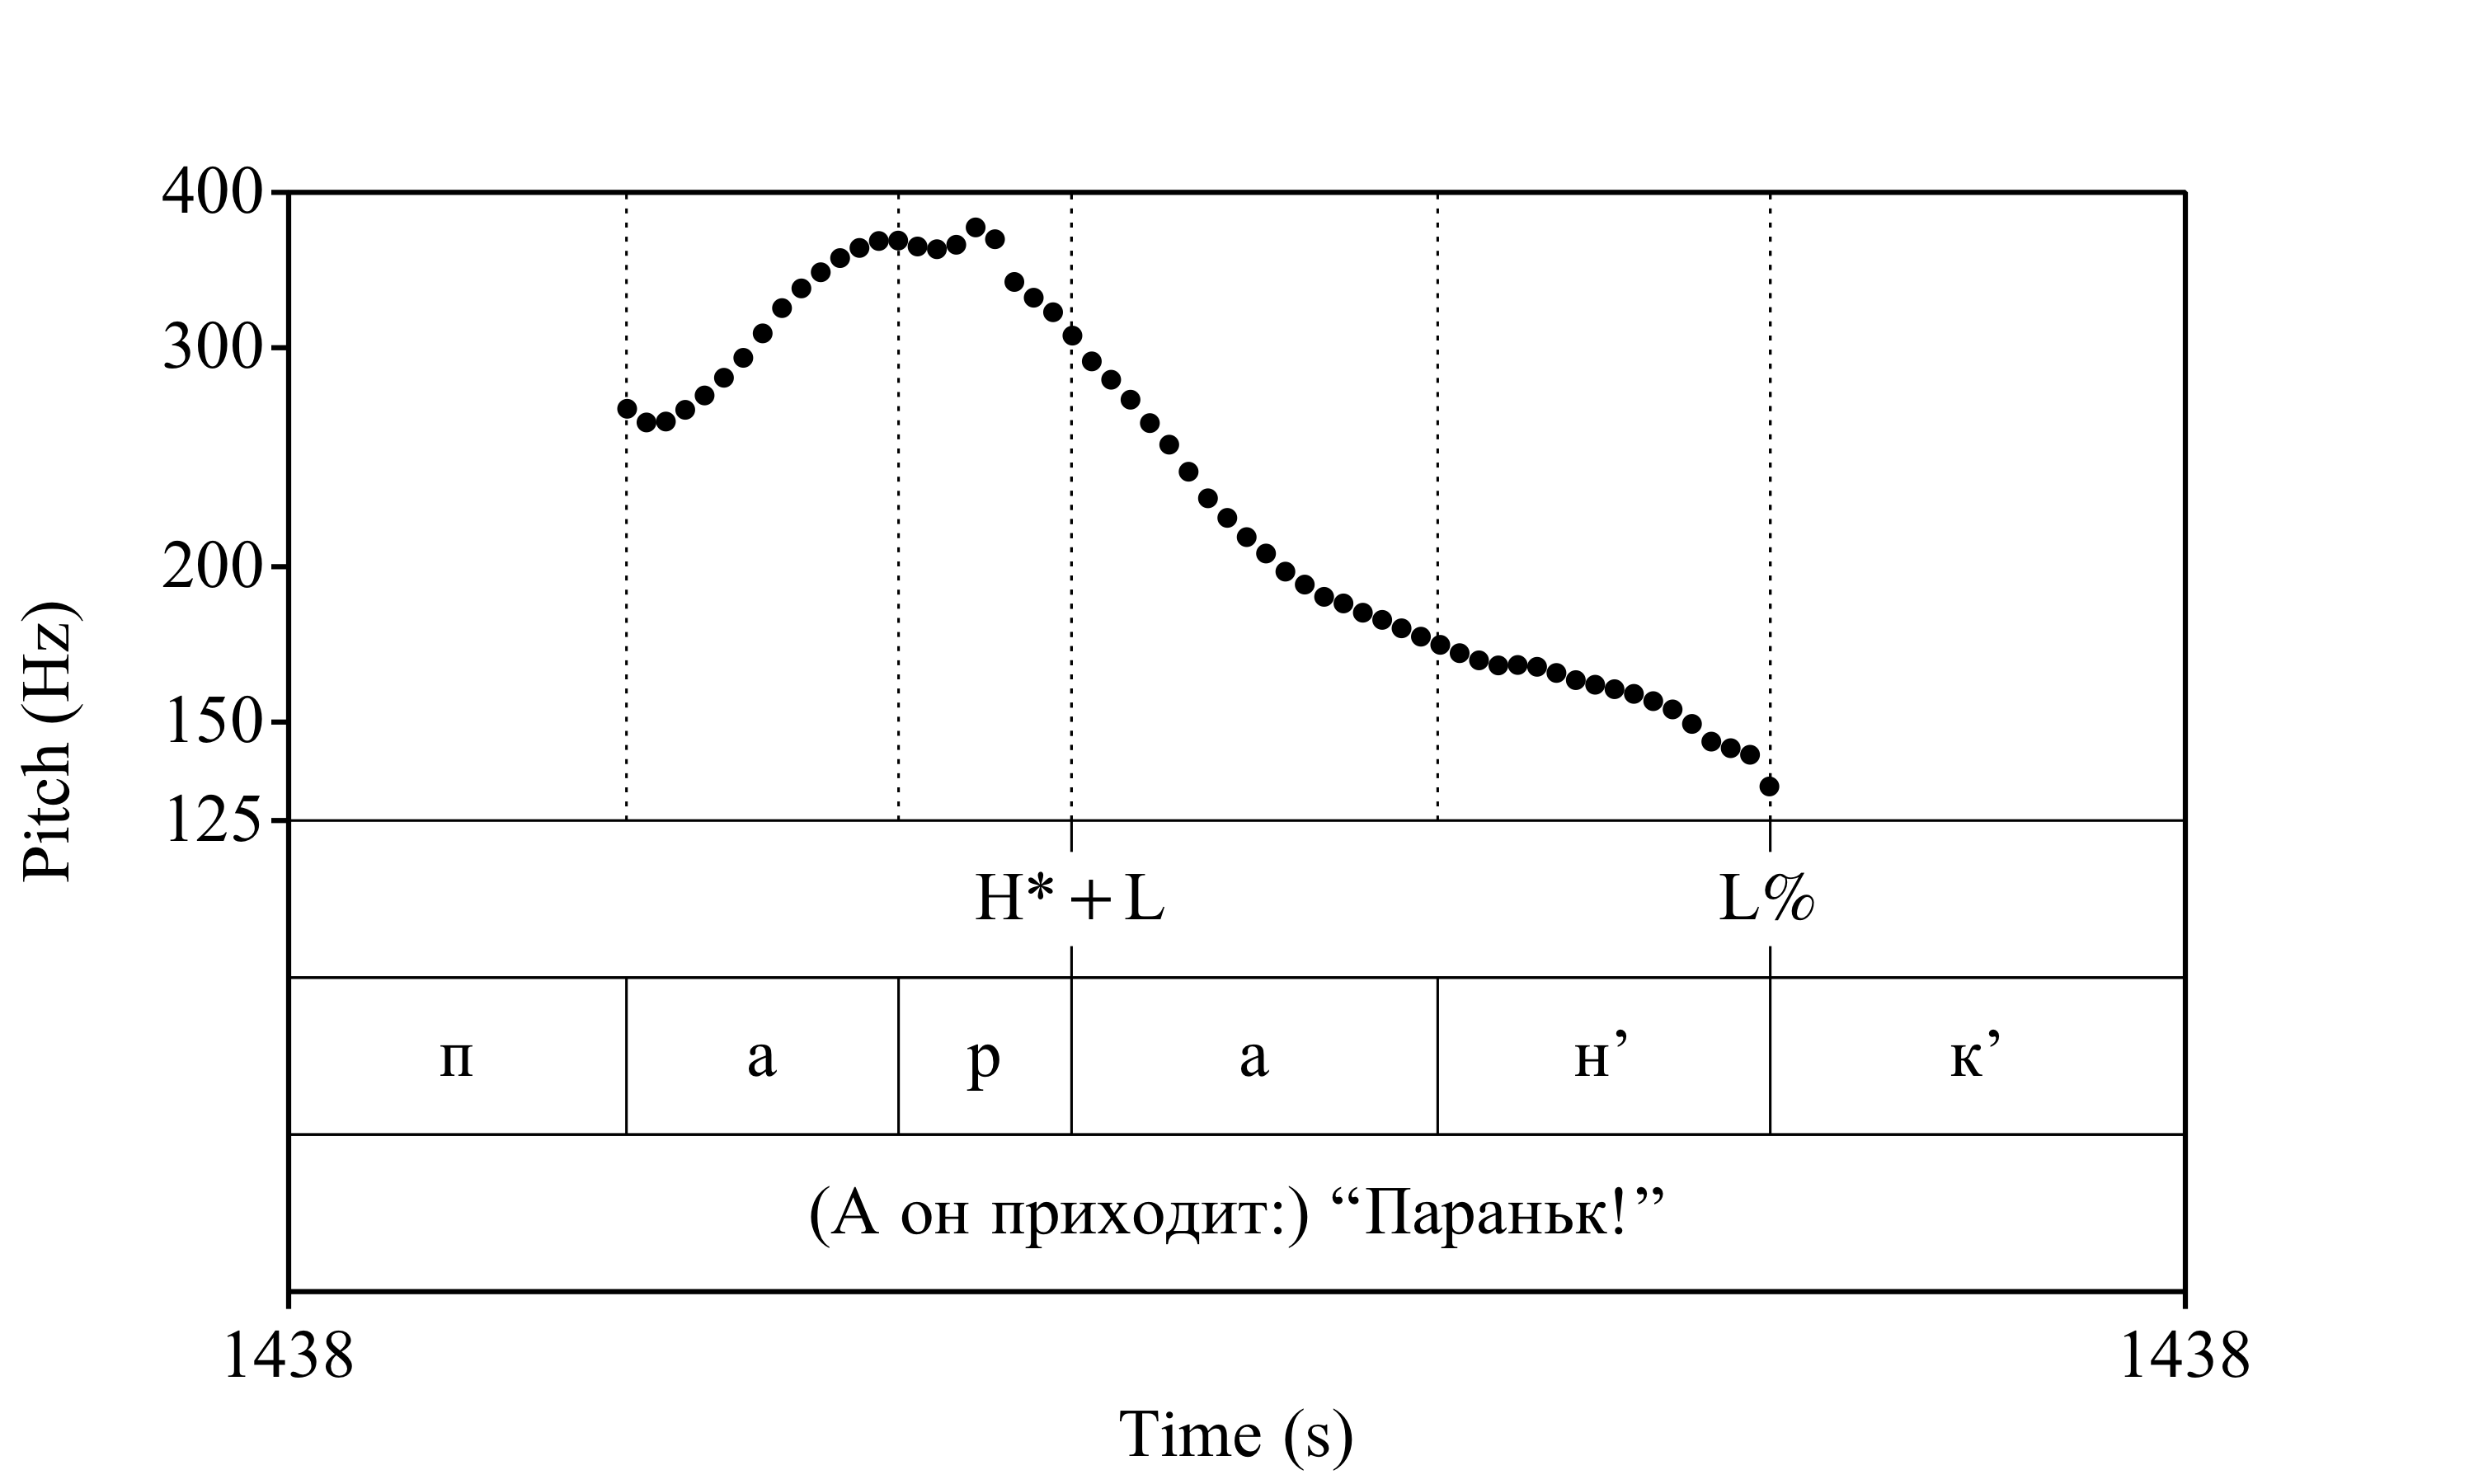 400
300
200
150
125
Pitch (Hz)
H*+L L%
п а р а н’ к’
(А он приходит:) “Параньк!”
1438 1438
Time (s)